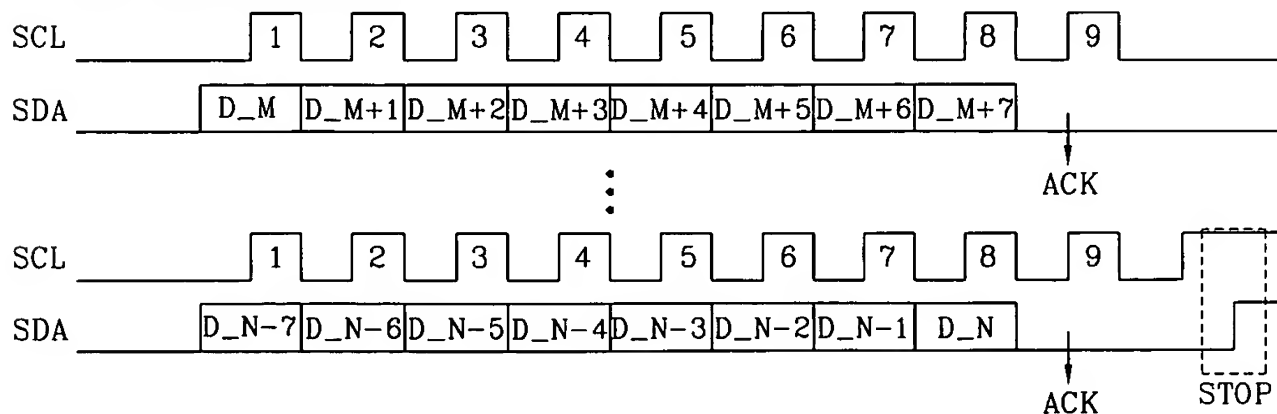 SCL 1 2 3 4 5 6 7 8 9
SDA D_M D_M+1 D_M+2 D_M+3 D_M+4 D_M+5 D_M+6 D_M+7
ACK
SCL 1 2 3 4 5 6 7 8 9
SDA D_N-7 D_N-6 D_N-5 D_N-4 D_N-3 D_N-2 D_N-1 D_N
ACK STOP